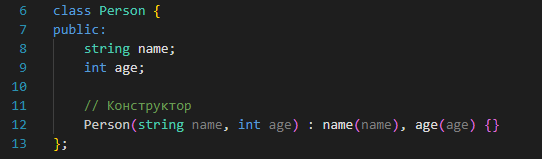 6 class Person {
7 public:
8     string name;
9     int age;
10
11     // Конструктор
12     Person(string name, int age) : name(name), age(age) {}
13 };